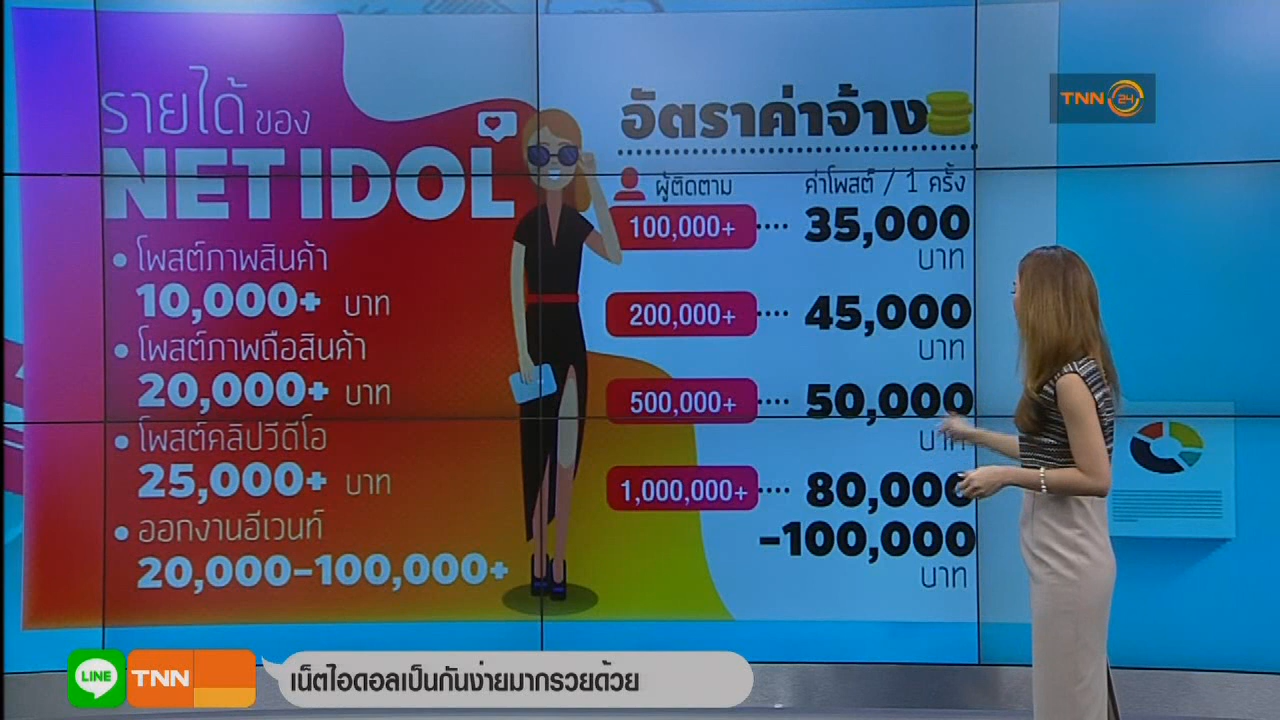 รายได้ ของ
NET IDOL
• โพสต์ภาพสินค้า
10,000+ บาท
• โพสต์ภาพถือสินค้า
20,000+ บาท
• โพสต์คลิปวีดีโอ
25,000+ บาท
• ออกงานอีเวนท์
20,000-100,000+
อัตราค่าจ้าง
ผู้ติดตาม ค่าโพสต์ / 1 ครั้ง
100,000+ .... 35,000
บาท
200,000+ .... 45,000
บาท
500,000+ .... 50,000
บาท
1,000,000+ .... 80,000
-100,000
บาท
TNN 24
LINE TNN เน็ตไอดอลเป็นกันง่ายมากรวยด้วย